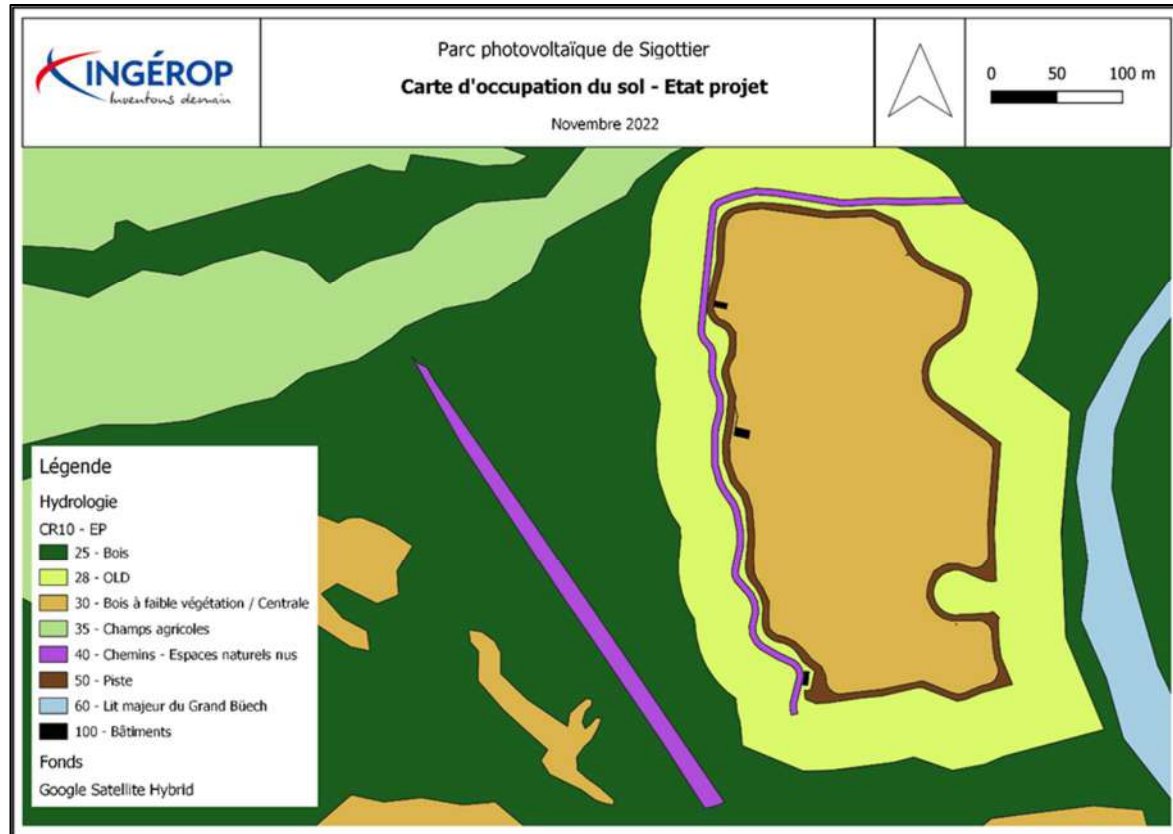 INGÉROP
Inventons demain
Parc photovoltaïque de Sigottier
Carte d'occupation du sol - Etat projet
Novembre 2022
0 50 100 m
Légende
Hydrologie
CR10 - EP
25 - Bois
28 - OLD
30 - Bois à faible végétation / Centrale
35 - Champs agricoles
40 - Chemins - Espaces naturels nus
50 - Piste
60 - Lit majeur du Grand Büech
100 - Bâtiments
Fonds
Google Satellite Hybrid